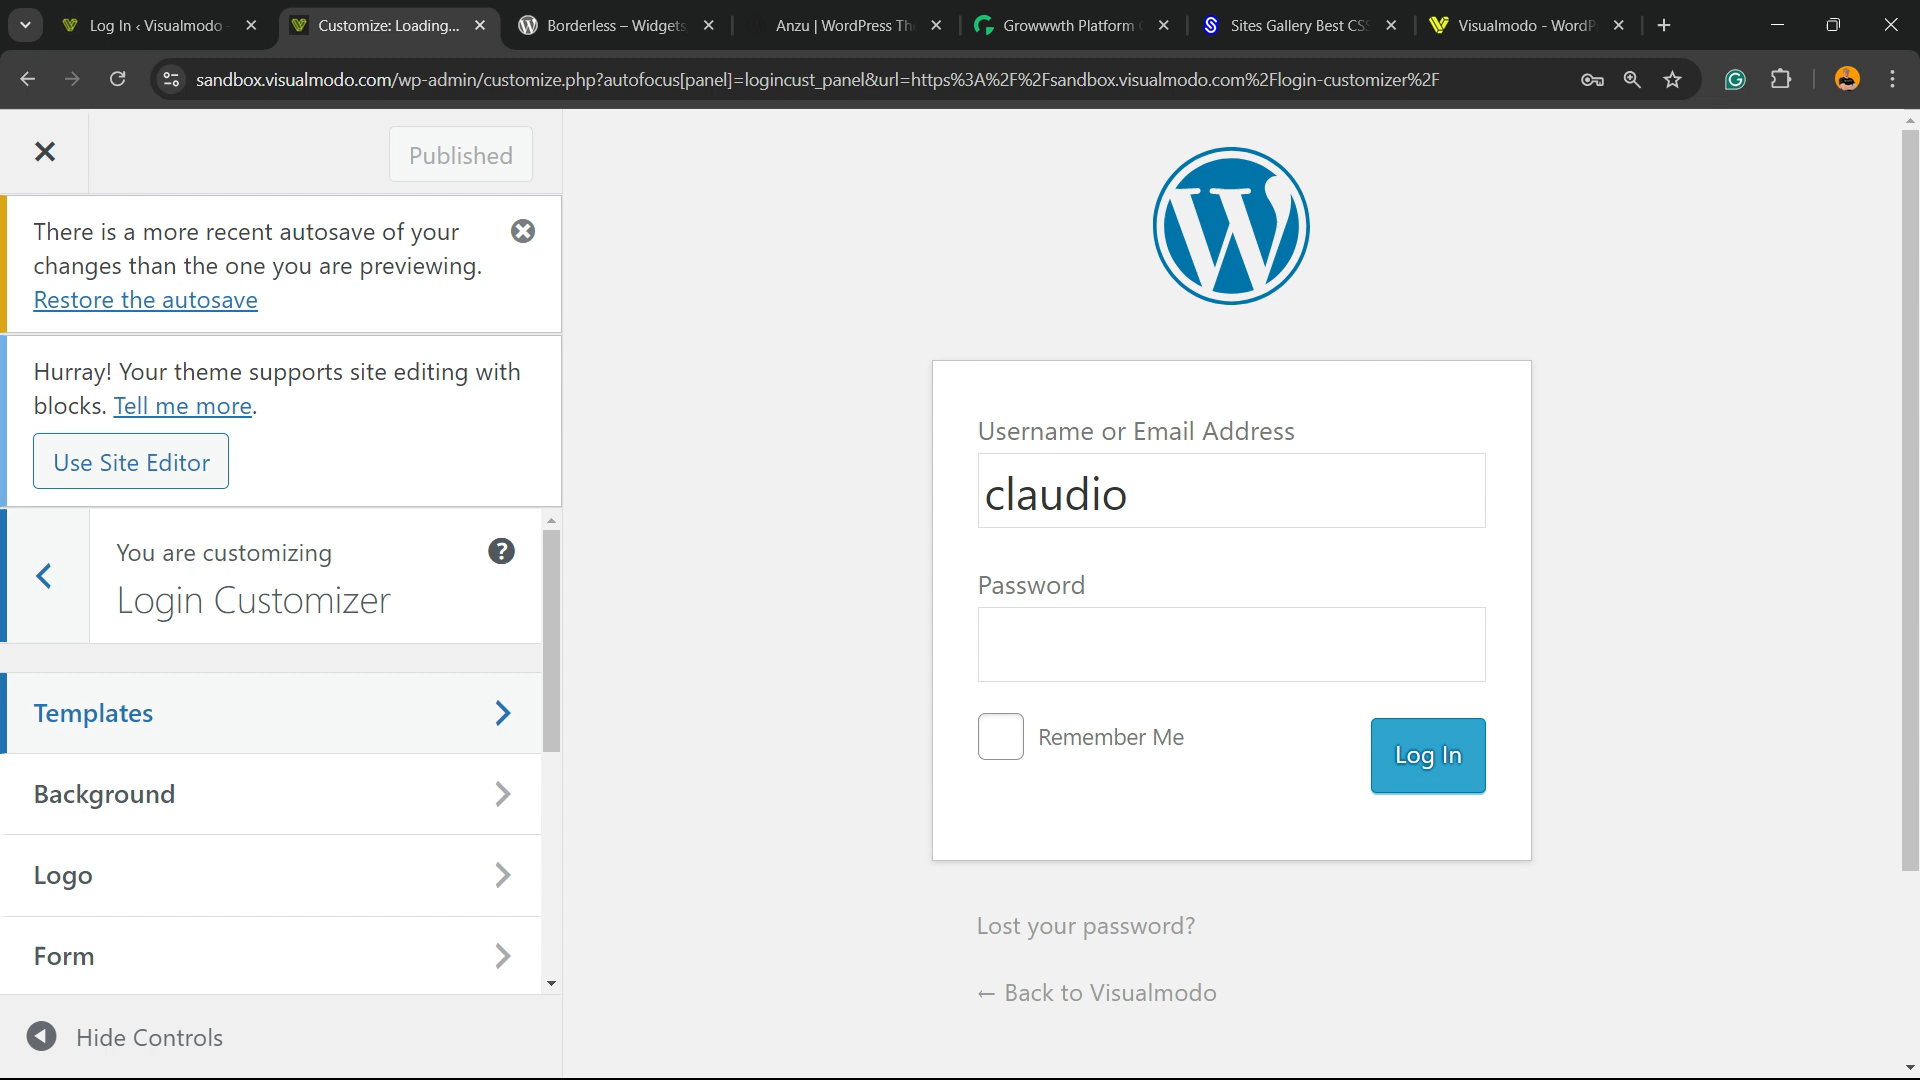 Log In ‹ Visualmodo
Customize: Loading...
Borderless – Widgets
Anzu | WordPress Th
Growwwth Platform
Sites Gallery Best CSS
Visualmodo - WordP
sandbox.visualmodo.com/wp-admin/customize.php?autofocus[panel]=logincust_panel&url=https%3A%2F%2Fsandbox.visualmodo.com%2Flogin-customizer%2F
Published
There is a more recent autosave of your
changes than the one you are previewing.
Restore the autosave
Hurray! Your theme supports site editing with
blocks. Tell me more.
Use Site Editor
You are customizing
Login Customizer
Templates
Background
Logo
Form
Hide Controls
Username or Email Address
claudio
Password
Remember Me
Log In
Lost your password?
← Back to Visualmodo